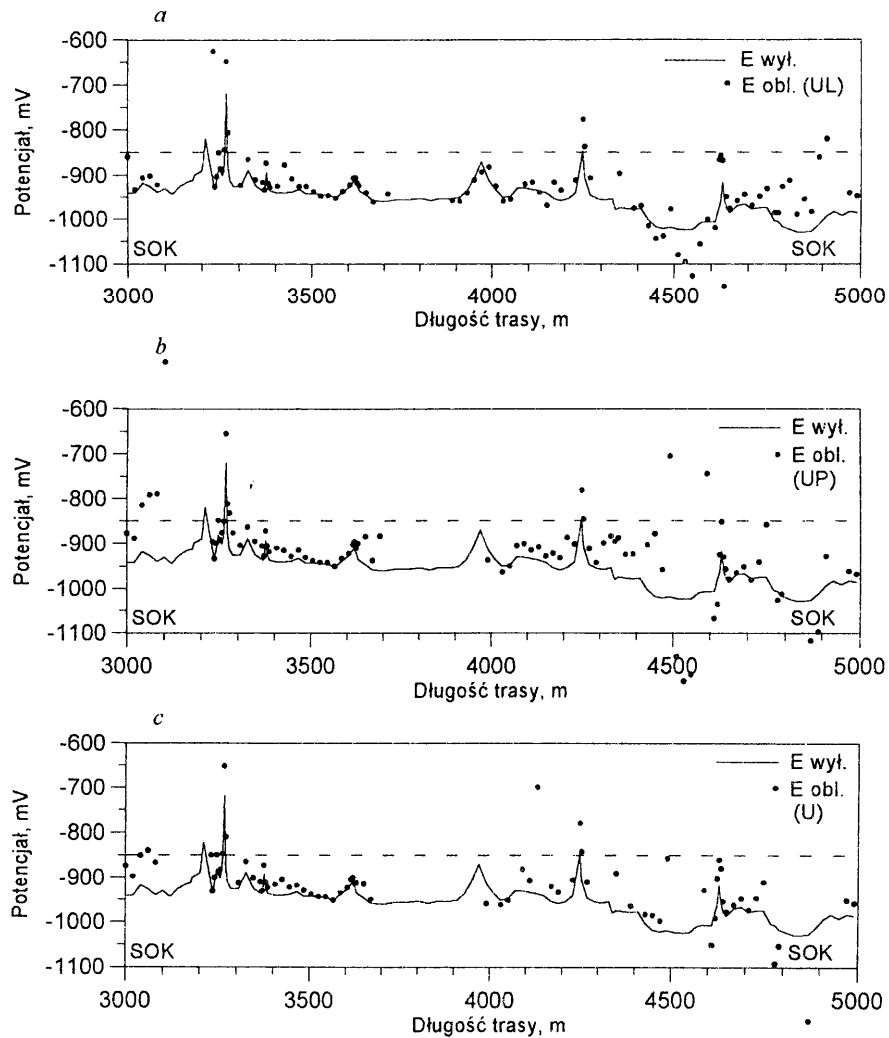 a
-600
-700
-800
-900
-1000
-1100
Potencjał, mV
E wył.
E obl. (UL)
SOK
SOK
3000
3500
4000
4500
5000
Długość trasy, m
b
-600
-700
-800
-900
-1000
-1100
Potencjał, mV
E wył.
E obl.
(UP)
SOK
SOK
3000
3500
4000
4500
5000
Długość trasy, m
c
-600
-700
-800
-900
-1000
-1100
Potencjał, mV
E wył.
E obl.
(U)
SOK
SOK
3000
3500
4000
4500
5000
Długość trasy, m